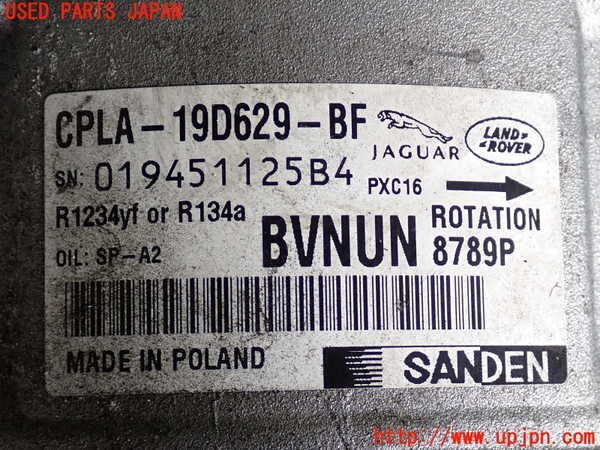 USED PARTS JAPAN
CPLA-19D629-BF
JAGUAR
LAND-
ROVER
SN: 019451125B4
PXC16
R1234yf or R134a
ROTATION
OIL: SP-A2
BVNUN
8789P
MADE IN POLAND
SANDEN
http://www.upjpn.com/